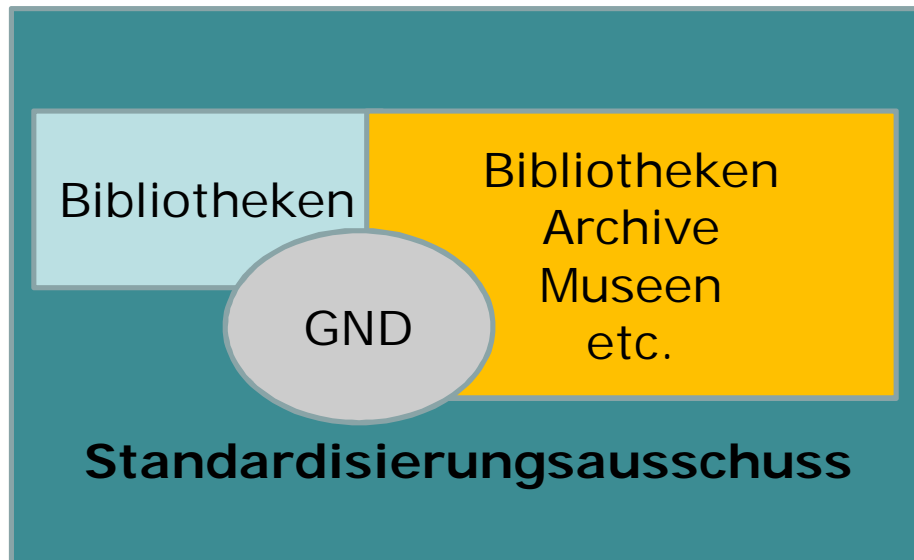 Bibliotheken
Bibliotheken
Archive
Museen
etc.
GND
Standardisierungsausschuss